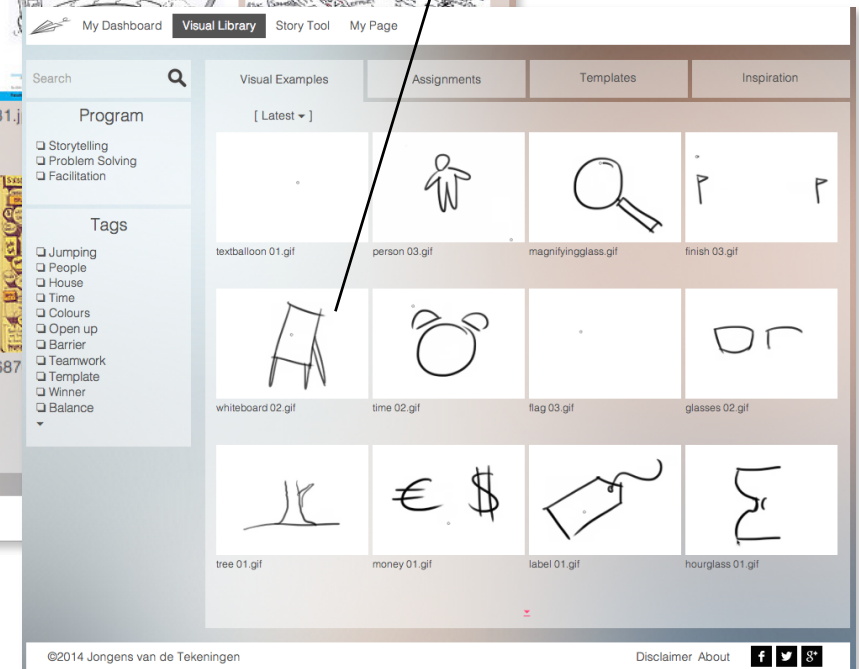 My Dashboard Visual Library Story Tool My Page
Search
Visual Examples Assignments Templates Inspiration
Program
Storytelling
Problem Solving
Facilitation
Tags
Jumping
People
House
Time
Colours
Open up
Barrier
Teamwork
Template
Winner
Balance
[ Latest ]
textballoon 01.gif person 03.gif magnifyingglass.gif finish 03.gif
whiteboard 02.gif time 02.gif flag 03.gif glasses 02.gif
€ $
tree 01.gif money 01.gif label 01.gif hourglass 01.gif
©2014 Jongens van de Tekeningen Disclaimer About